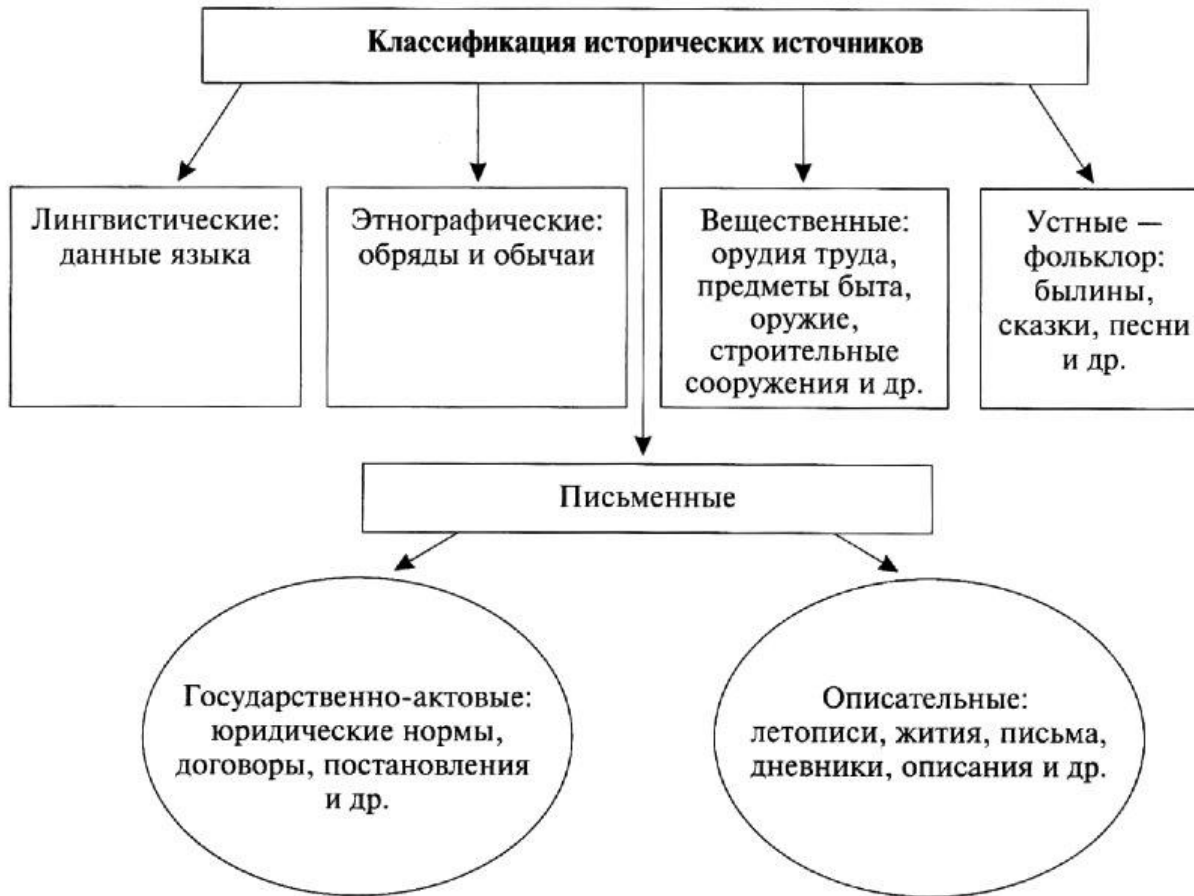 Классификация исторических источников
Лингвистические:
данные языка
Этнографические:
обряды и обычаи
Вещественные:
орудия труда,
предметы быта,
оружие,
строительные
сооружения и др.
Устные —
фольклор:
былины,
сказки, песни
и др.
Письменные
Государственно-актовые:
юридические нормы,
договоры, постановления
и др.
Описательные:
летописи, жития, письма,
дневники, описания и др.